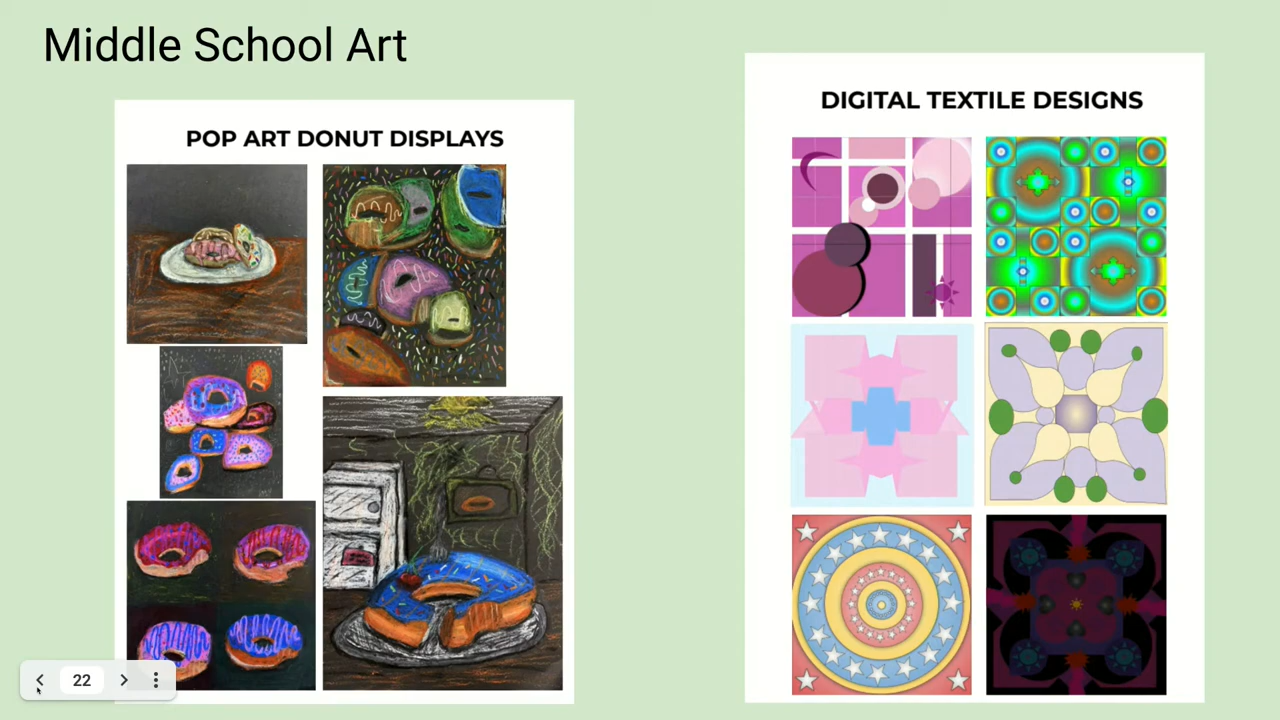 Middle School Art
POP ART DONUT DISPLAYS
DIGITAL TEXTILE DESIGNS
22